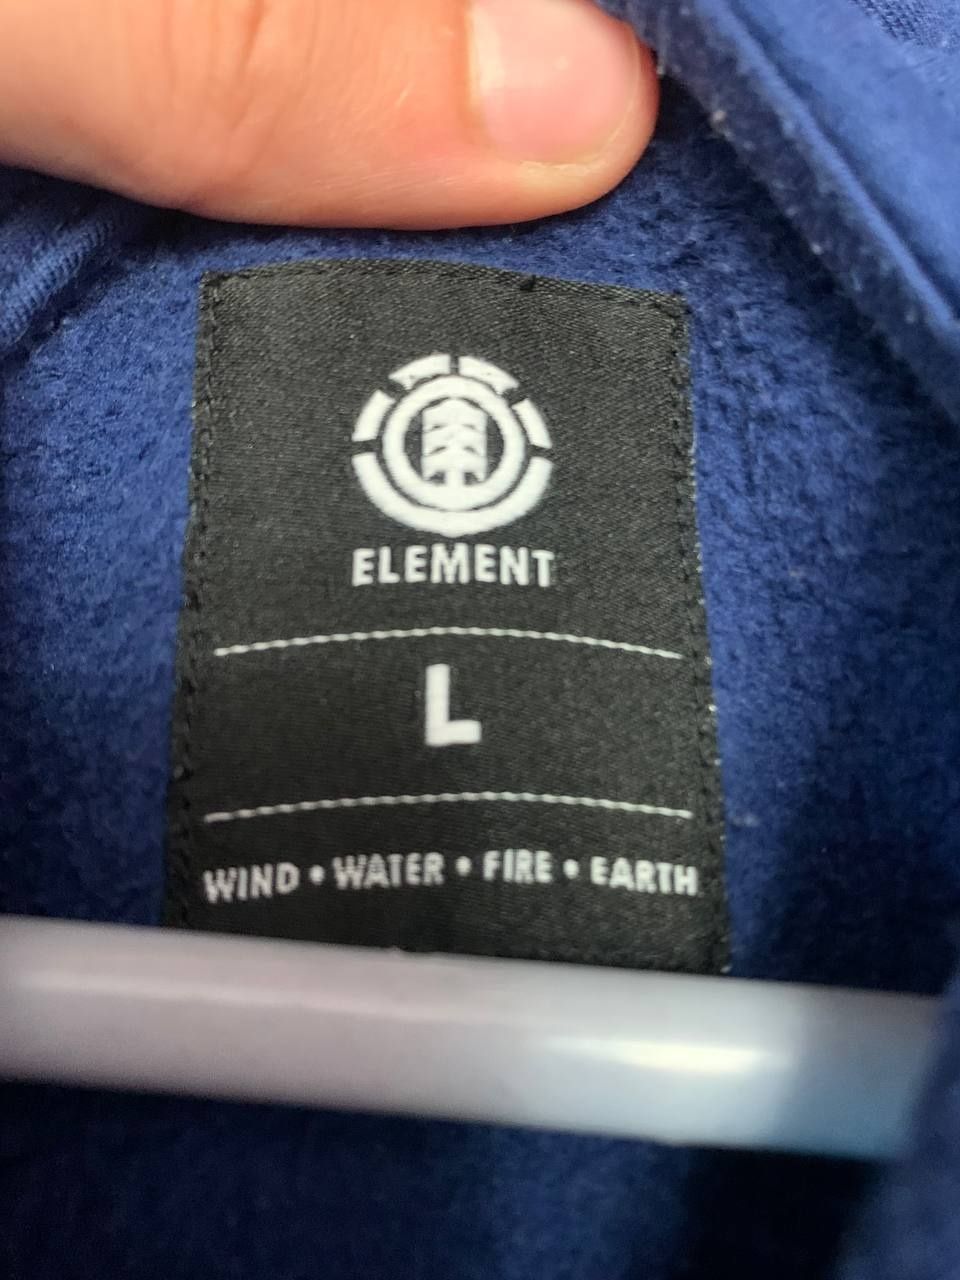 ELEMENT
L
WIND • WATER • FIRE • EARTH